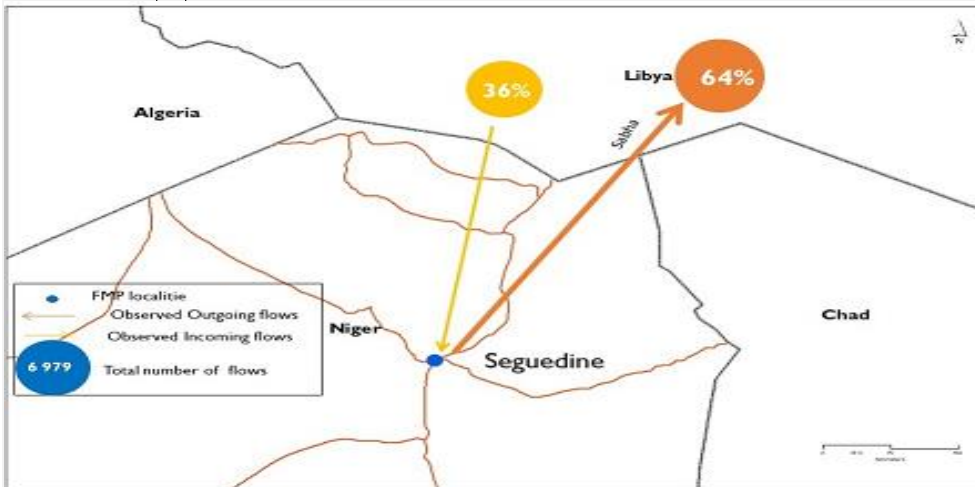 Libya
64%
36%
Algeria
Sabha
FMP localitie
Observed Outgoing flows
Observed Incoming flows
6 979
Total number of flows
Niger
Seguedine
Chad